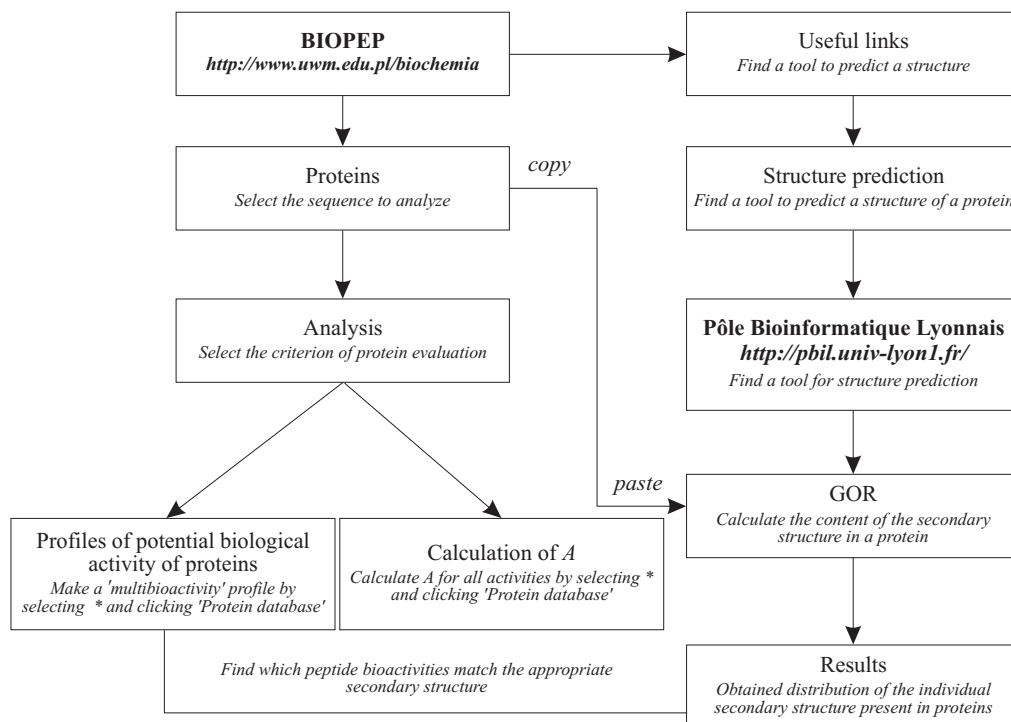 BIOPEP
http://www.uwm.edu.pl/biochemia
Useful links
Find a tool to predict a structure
Proteins
Select the sequence to analyze
copy
Structure prediction
Find a tool to predict a structure of a protein
Analysis
Select the criterion of protein evaluation
Pôle Bioinformatique Lyonnais
http://pbil.univ-lyon1.fr/
Find a tool for structure prediction
paste
GOR
Calculate the content of the secondary
structure in a protein
Profiles of potential biological
activity of proteins
Make a 'multibioactivity' profile by
selecting * and clicking 'Protein database'
Calculation of A
Calculate A for all activities by selecting *
and clicking 'Protein database'
Find which peptide bioactivities match the appropriate
secondary structure
Results
Obtained distribution of the individual
secondary structure present in proteins